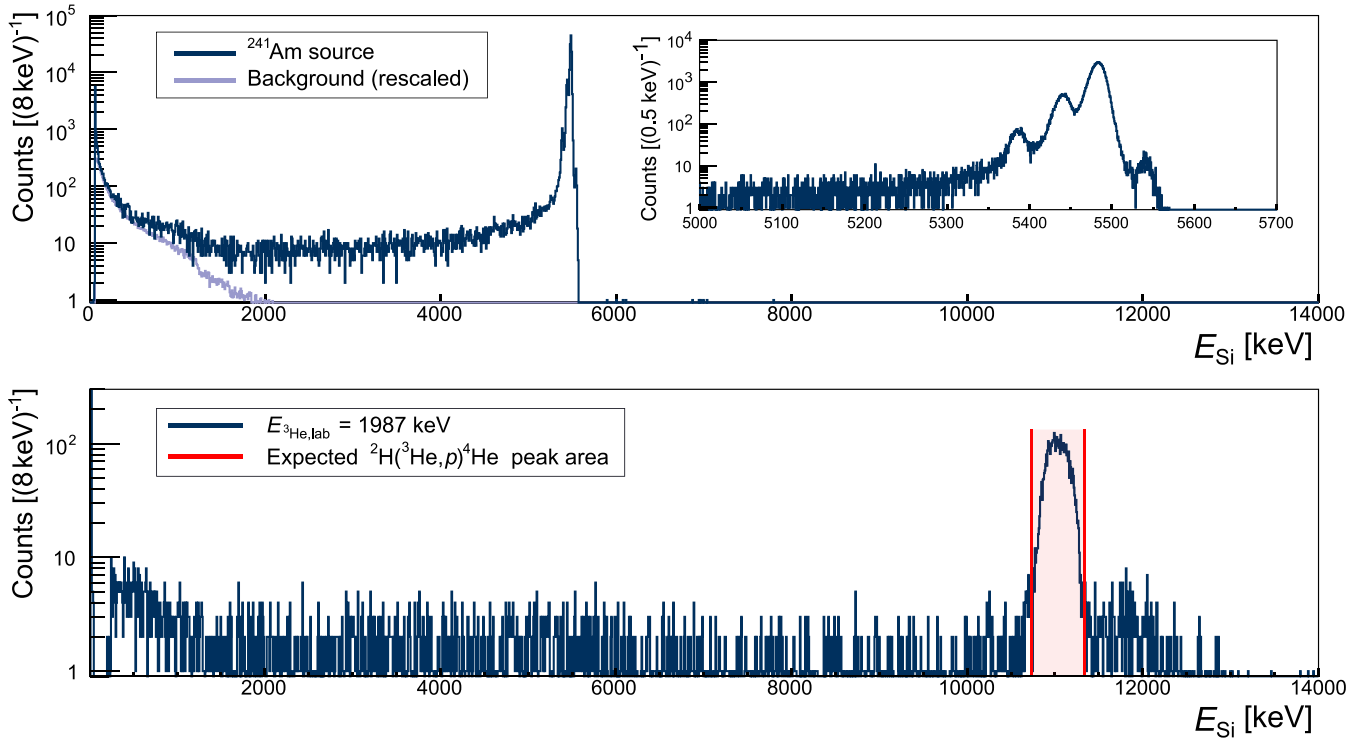 Counts [(8 keV)⁻¹]
10⁵
10⁴
10³
10²
10
1
²⁴¹Am source
Background (rescaled)
Counts [(0.5 keV)⁻¹]
10⁴
10³
10²
10
1
5000 5100 5200 5300 5400 5500 5600 5700
0 2000 4000 6000 8000 10000 12000 14000
E_Si [keV]
Counts [(8 keV)⁻¹]
10²
10
1
E_³He,lab = 1987 keV
Expected ²H(³He,p)⁴He peak area
2000 4000 6000 8000 10000 12000 14000
E_Si [keV]